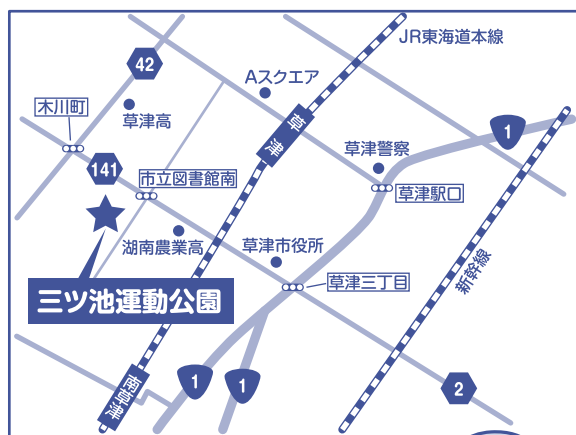 JR東海道本線
42
Aスクエア
木川町
草津高
草津
1
草津警察
141
市立図書館南
草津駅口
湖南農業高
草津市役所
新幹線
草津三丁目
三ツ池運動公園
南草津
1
1
2